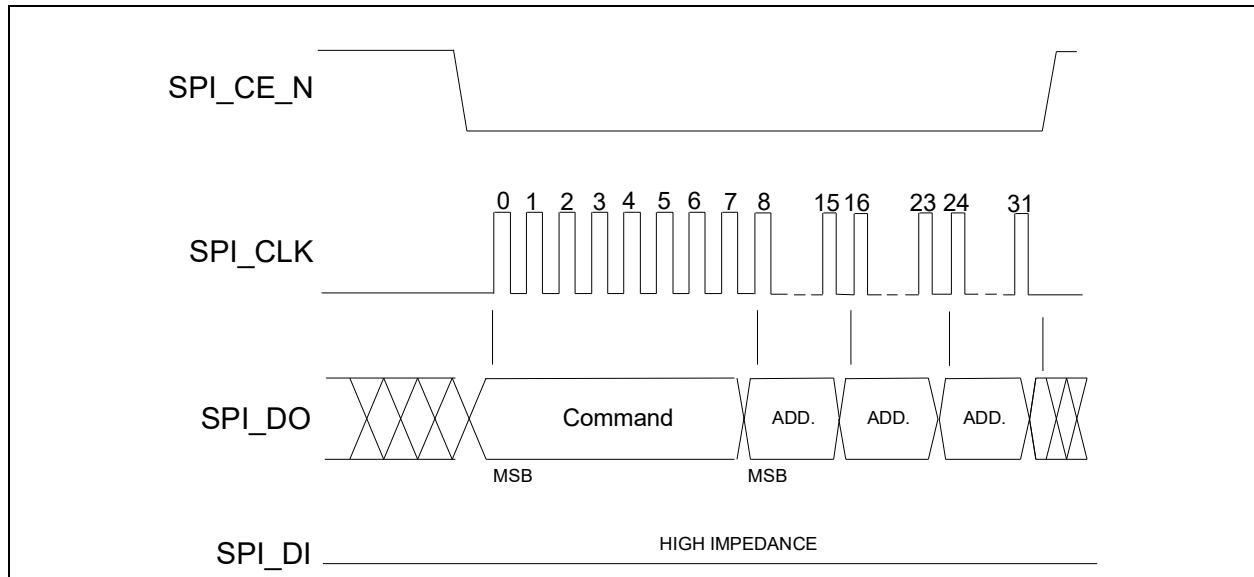 SPI_CE_N
0 1 2 3 4 5 6 7 8 15 16 23 24 31
SPI_CLK
SPI_DO Command ADD. ADD. ADD.
MSB MSB
HIGH IMPEDANCE
SPI_DI